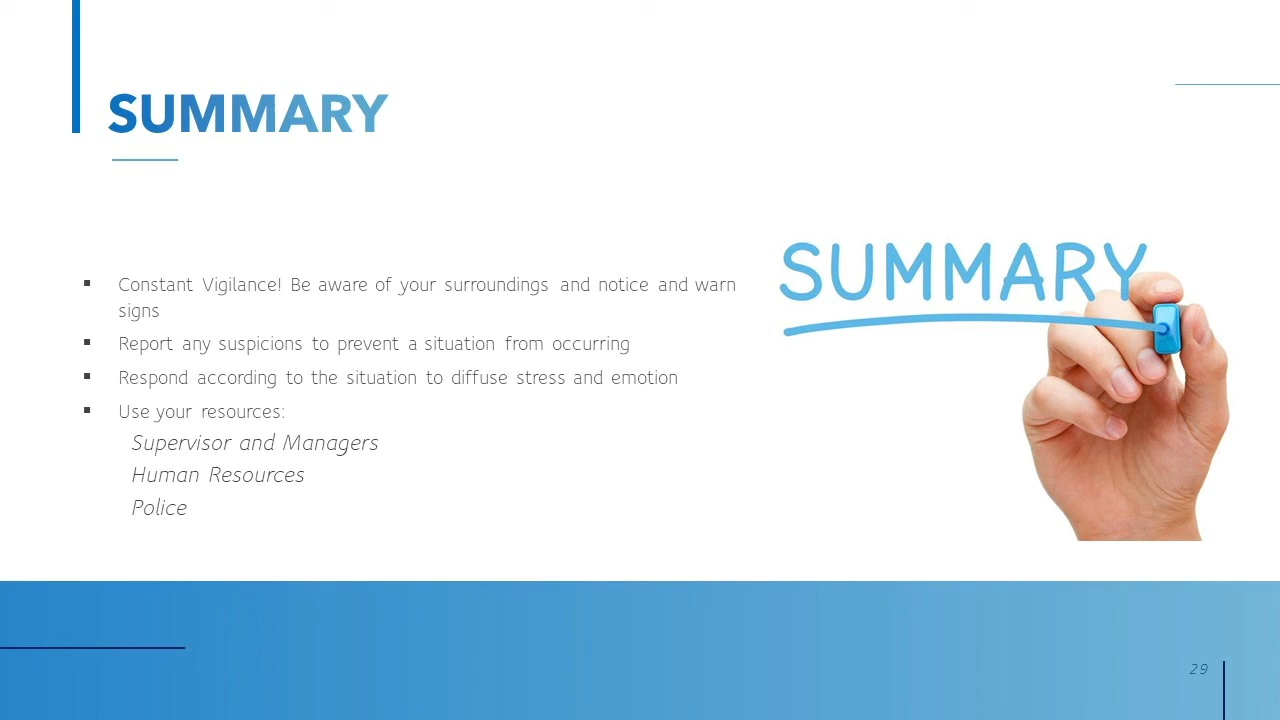 SUMMARY
SUMMARY
▪ Constant Vigilance! Be aware of your surroundings and notice and warn
signs
▪ Report any suspicions to prevent a situation from occurring
▪ Respond according to the situation to diffuse stress and emotion
▪ Use your resources:
Supervisor and Managers
Human Resources
Police
29